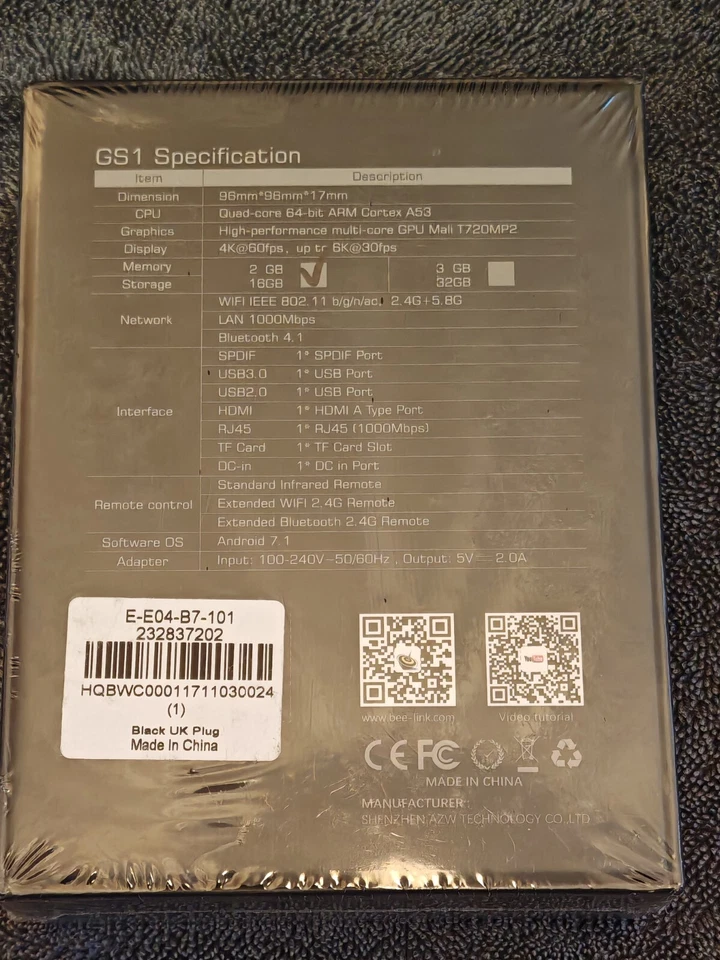 GS1 Specification
Item Description
Dimension 96mm*96mm*17mm
CPU Quad-core 64-bit ARM Cortex A53
Graphics High-performance multi-core GPU Mali T720MP2
Display 4K@60fps, up tr 6K@30fps
Memory 2 GB 3 GB
Storage 16GB 32GB
Network WIFI IEEE 802.11 b/g/n/ac, 2.4G+5.8G
LAN 1000Mbps
Bluetooth 4.1
Interface SPDIF 1* SPDIF Port
USB3.0 1* USB Port
USB2.0 1* USB Port
HDMI 1* HDMI A Type Port
RJ45 1* RJ45 (1000Mbps)
TF Card 1* TF Card Slot
DC-in 1* DC in Port
Remote control Standard Infrared Remote
Extended WIFI 2.4G Remote
Extended Bluetooth 2.4G Remote
Software OS Android 7.1
Adapter Input: 100-240V~50/60Hz , Output: 5V⎓2.0A
E-E04-B7-101
232837202
HQBWC00011711030024
(1)
Black UK Plug
Made In China
YouTube
www.bee-link.com Video tutorial
CE FC
MADE IN CHINA
MANUFACTURER:
SHENZHEN AZW TECHNOLOGY CO.,LTD